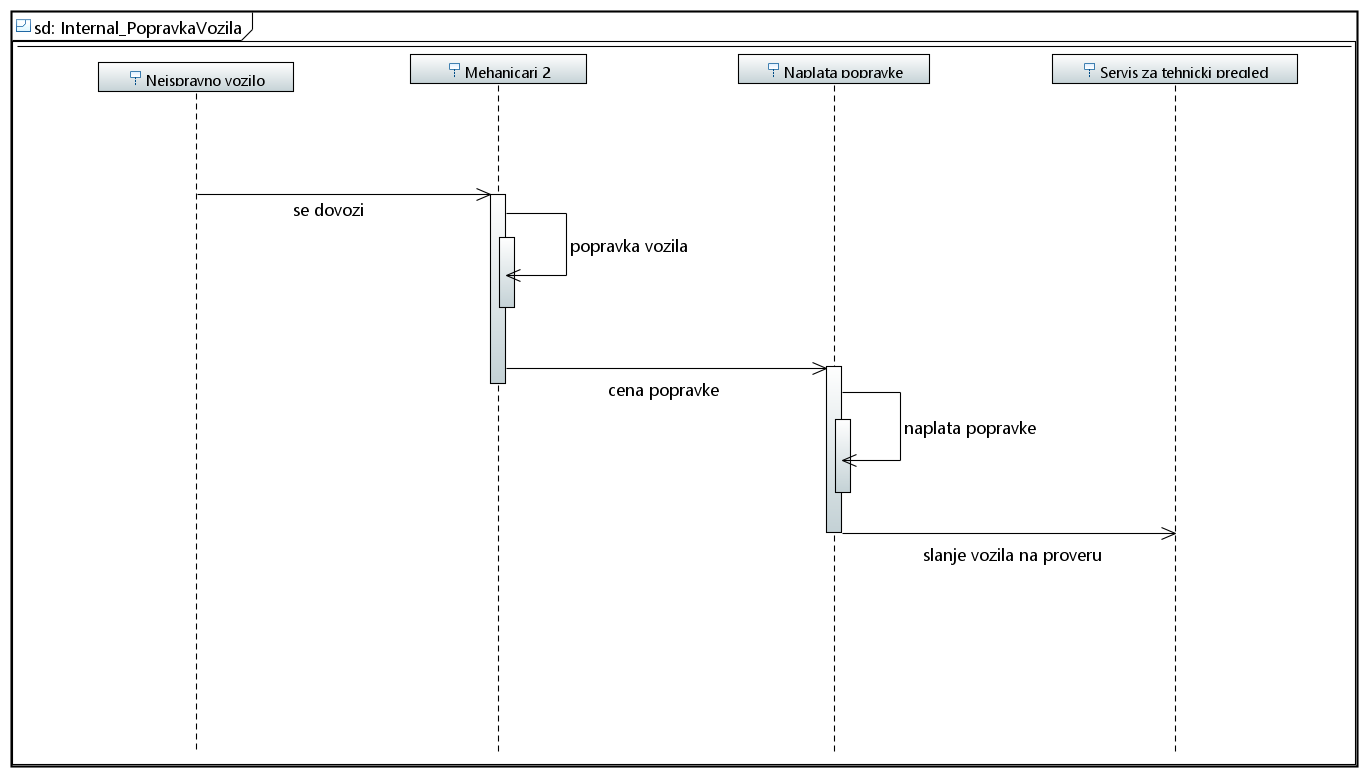 sd: Internal_PopravkaVozila
Neispravno vozilo
Mehanicari 2
Naplata popravke
Servis za tehnicki pregled
se dovozi
popravka vozila
cena popravke
naplata popravke
slanje vozila na proveru